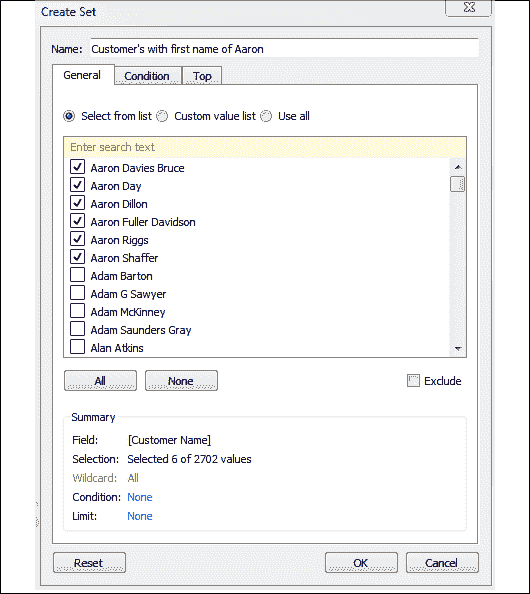 Create Set
Name: Customer's with first name of Aaron
General Condition Top
Select from list Custom value list Use all
Enter search text
Aaron Davies Bruce
Aaron Day
Aaron Dillon
Aaron Fuller Davidson
Aaron Riggs
Aaron Shaffer
Adam Barton
Adam G Sawyer
Adam McKinney
Adam Saunders Gray
Alan Atkins
All None Exclude
Summary
Field: [Customer Name]
Selection: Selected 6 of 2702 values
Wildcard: All
Condition: None
Limit: None
Reset OK Cancel